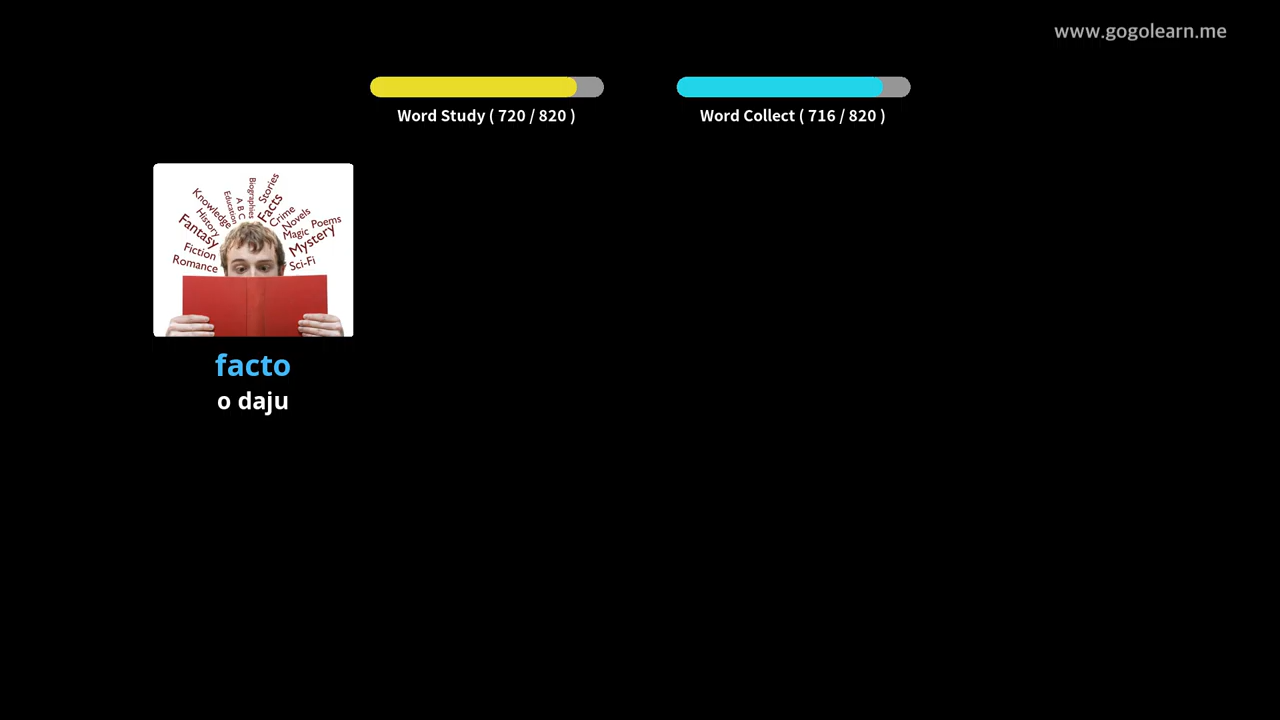 www.gogolearn.me
Word Study ( 720 / 820 )
Word Collect ( 716 / 820 )
Knowledge
History
Fantasy
Fiction
Romance
Education
A B C
Biographies
Stories
Facts
Crime
Novels
Magic
Poems
Mystery
Sci-Fi
facto
o daju